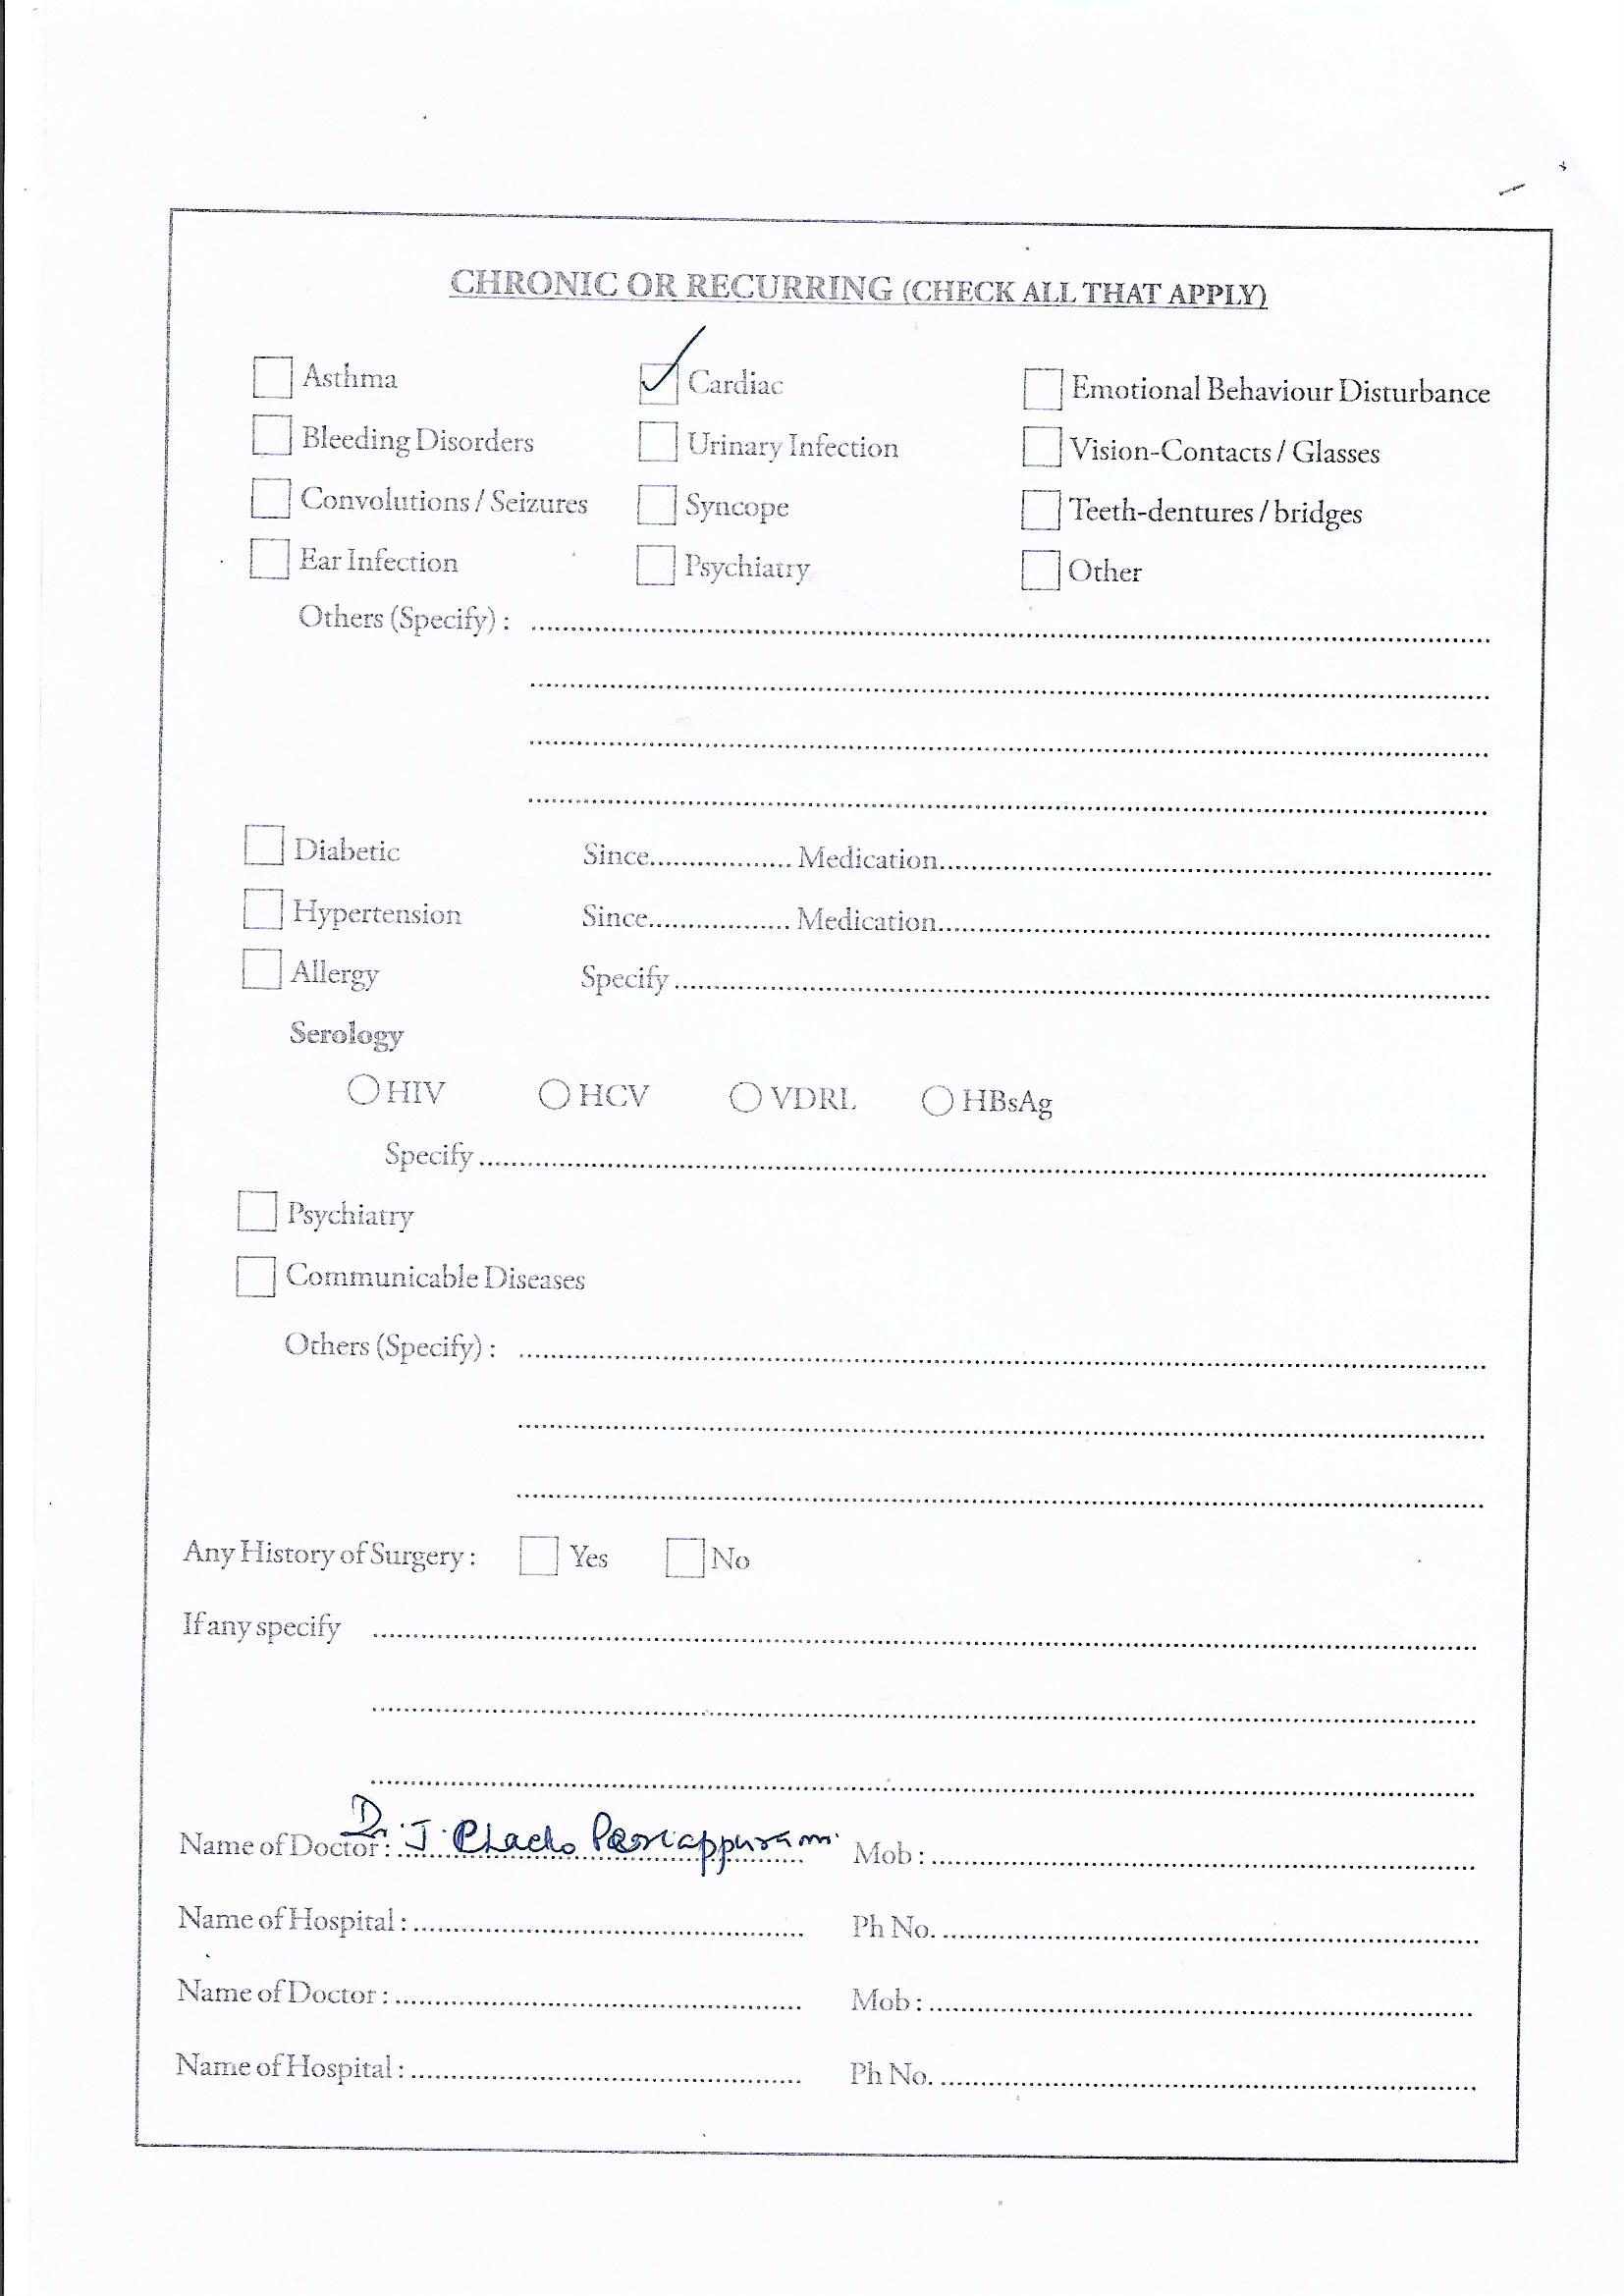 CHRONIC OR RECURRING (CHECK ALL THAT APPLY)
Asthma Cardiac Emotional Behaviour Disturbance
Bleeding Disorders Urinary Infection Vision-Contacts / Glasses
Convolutions / Seizures Syncope Teeth-dentures / bridges
Ear Infection Psychiatry Other
Others (Specify) :
Diabetic Since.................. Medication
Hypertension Since.................. Medication
Allergy Specify
Serology
HIV HCV VDRL HBsAg
Specify
Psychiatry
Communicable Diseases
Others (Specify) :
Any History of Surgery : Yes No
If any specify
Name of Doctor : Dr. J. Mob :
Name of Hospital : Ph No.
Name of Doctor : Mob :
Name of Hospital : Ph No.